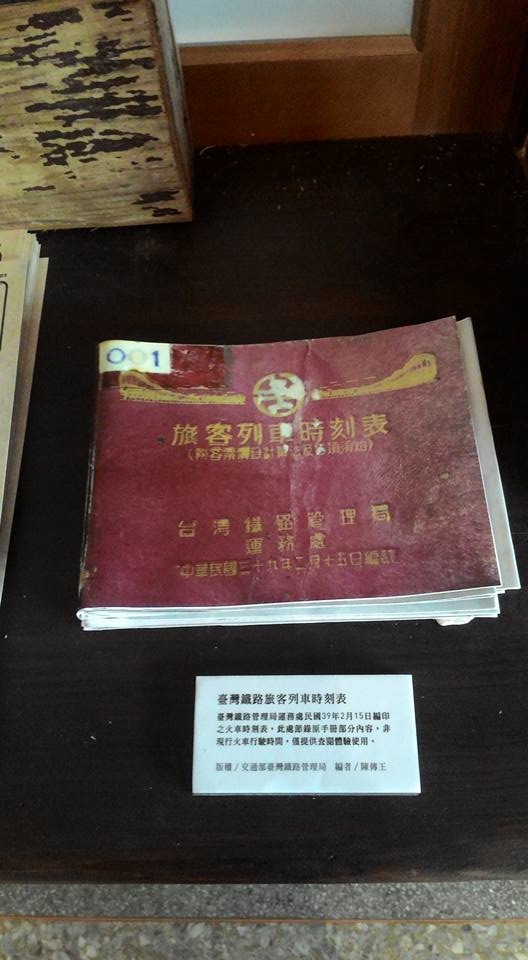 001
旅客列車時刻表
台灣鐵路管理局
運務處
中華民國三十九年二月十五日編訂
臺灣鐵路旅客列車時刻表
臺灣鐵路管理局運務處民國39年2月15日編印
之火車時刻表，此處節錄原手冊部分內容，非
現行火車行駛時間，僅提供查閱體驗使用。
版權／交通部臺灣鐵路管理局 編者／陳傳王